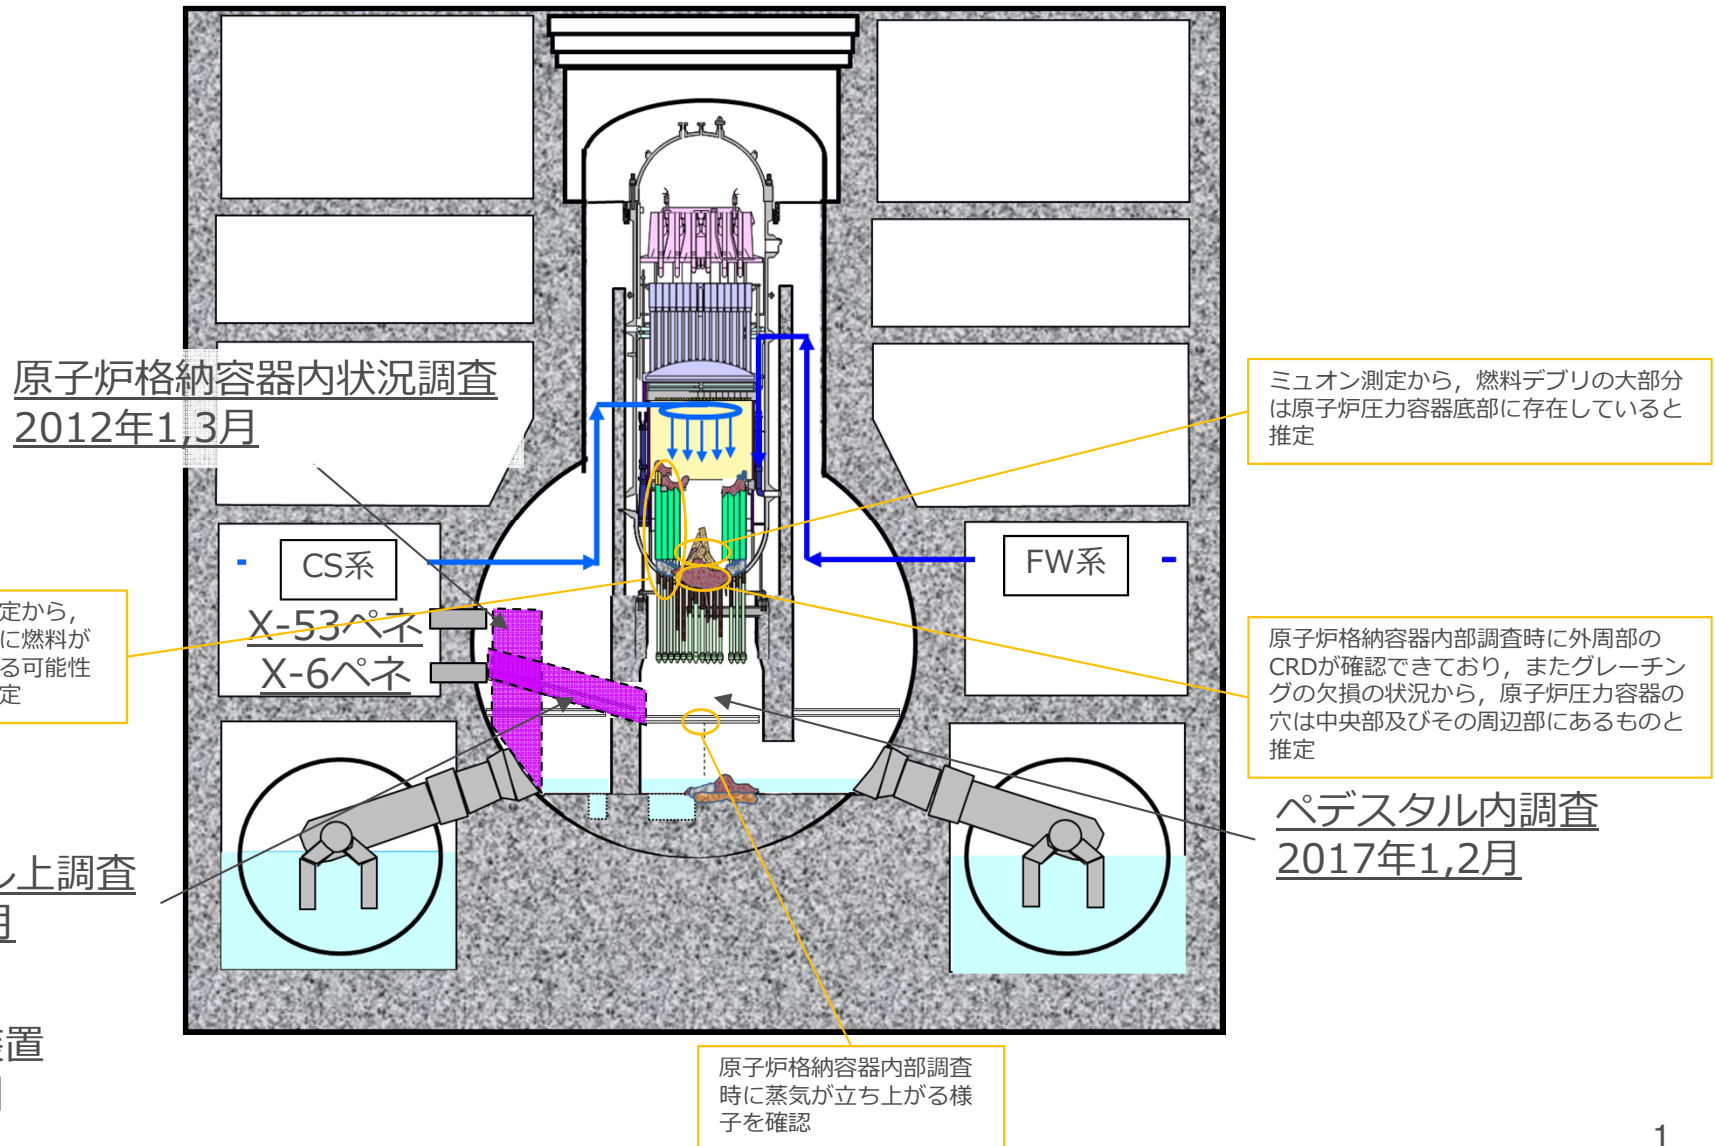 原子炉格納容器内状況調査
2012年1,3月
ミュオン測定から，燃料デブリの大部分
は原子炉圧力容器底部に存在していると
推定
CS系
FW系
定から，
に燃料が
る可能性
定
X-53ペネ
X-6ペネ
原子炉格納容器内部調査時に外周部の
CRDが確認できており，またグレーチン
グの欠損の状況から，原子炉圧力容器の
穴は中央部及びその周辺部にあるものと
推定
ペデスタル内調査
2017年1,2月
ル上調査
月
装置
原子炉格納容器内部調査
時に蒸気が立ち上がる様
子を確認
1